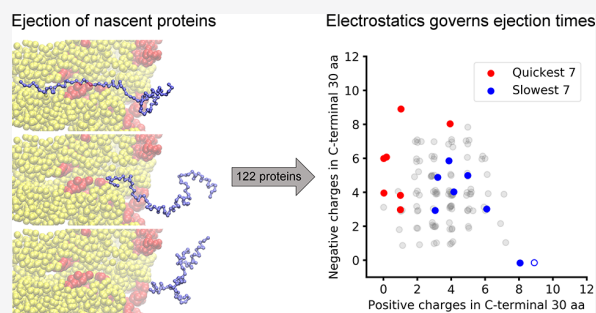 Ejection of nascent proteins
Electrostatics governs ejection times
122 proteins
Quickest 7
Slowest 7
Negative charges in C-terminal 30 aa
12
10
8
6
4
2
0
0 2 4 6 8 10 12
Positive charges in C-terminal 30 aa